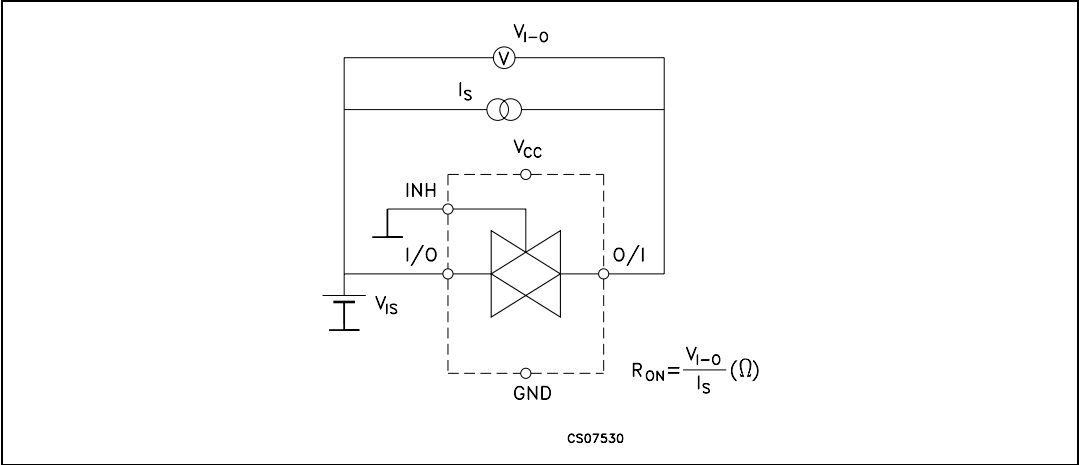 V_I-O
V
I_S
V_CC
INH
I/O
O/I
V_IS
R_ON = V_I-O / I_S (Ω)
GND
CS07530